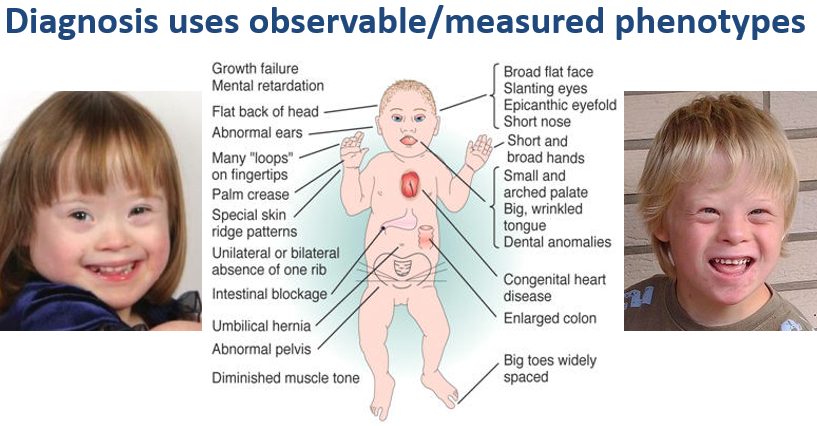 Diagnosis uses observable/measured phenotypes
Growth failure
Mental retardation
Flat back of head
Abnormal ears
Many "loops"
on fingertips
Palm crease
Special skin
ridge patterns
Unilateral or bilateral
absence of one rib
Intestinal blockage
Umbilical hernia
Abnormal pelvis
Diminished muscle tone
Broad flat face
Slanting eyes
Epicanthic eyefold
Short nose
Short and
broad hands
Small and
arched palate
Big, wrinkled
tongue
Dental anomalies
Congenital heart
disease
Enlarged colon
Big toes widely
spaced